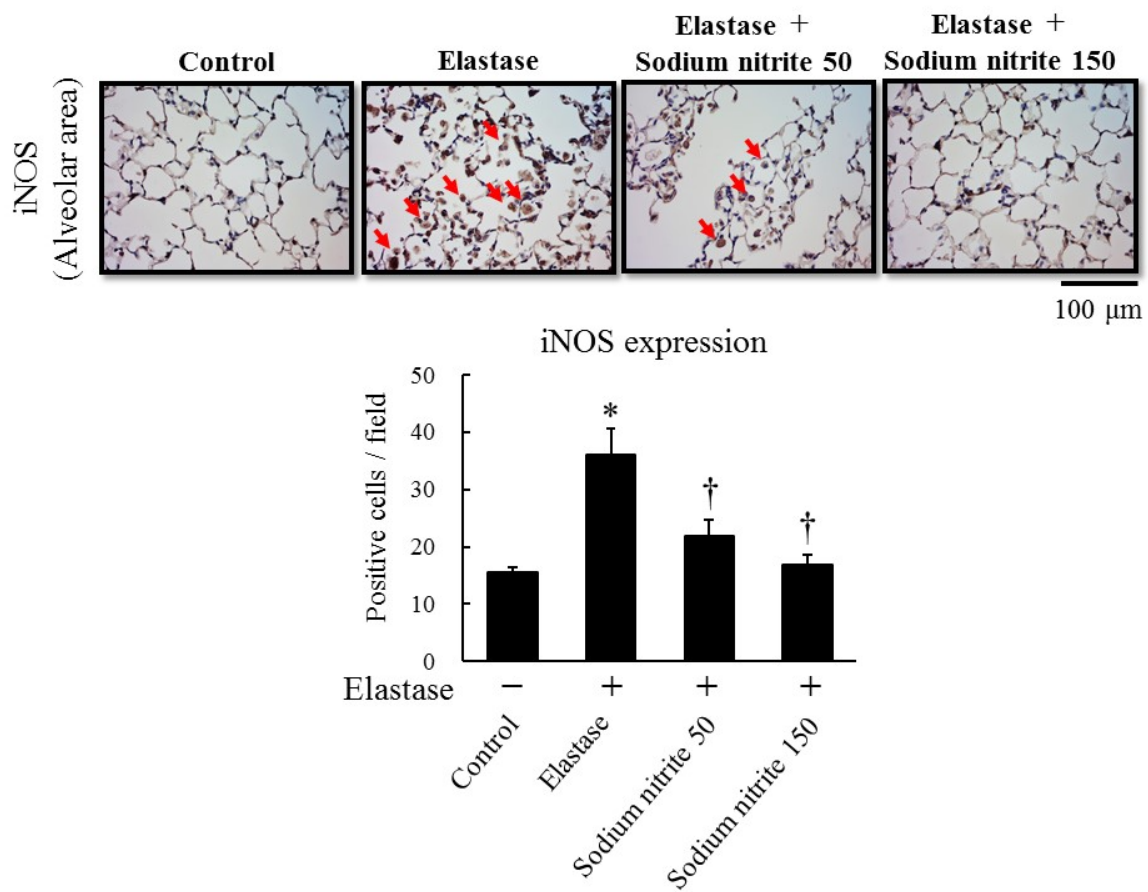 Control
Elastase
Elastase +
Sodium nitrite 50
Elastase +
Sodium nitrite 150
iNOS
(Alveolar area)
100 μm
iNOS expression
Positive cells / field
50
40
30
20
10
0
*
†
†
Elastase − + + +
Control
Elastase
Sodium nitrite 50
Sodium nitrite 150